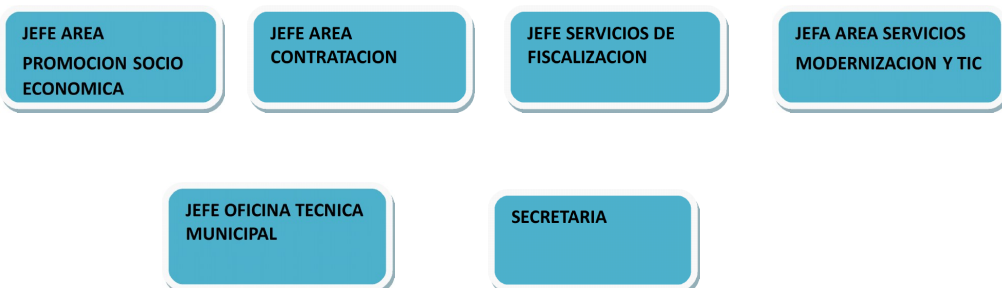 JEFE AREA
PROMOCION SOCIO
ECONOMICA
JEFE AREA
CONTRATACION
JEFE SERVICIOS DE
FISCALIZACION
JEFA AREA SERVICIOS
MODERNIZACION Y TIC
JEFE OFICINA TECNICA
MUNICIPAL
SECRETARIA